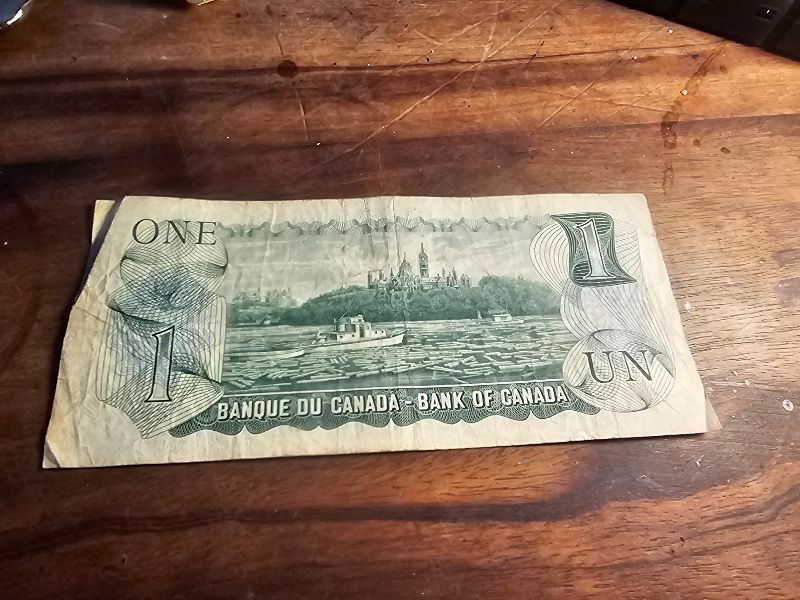 ONE
1
1
UN
BANQUE DU CANADA - BANK OF CANADA